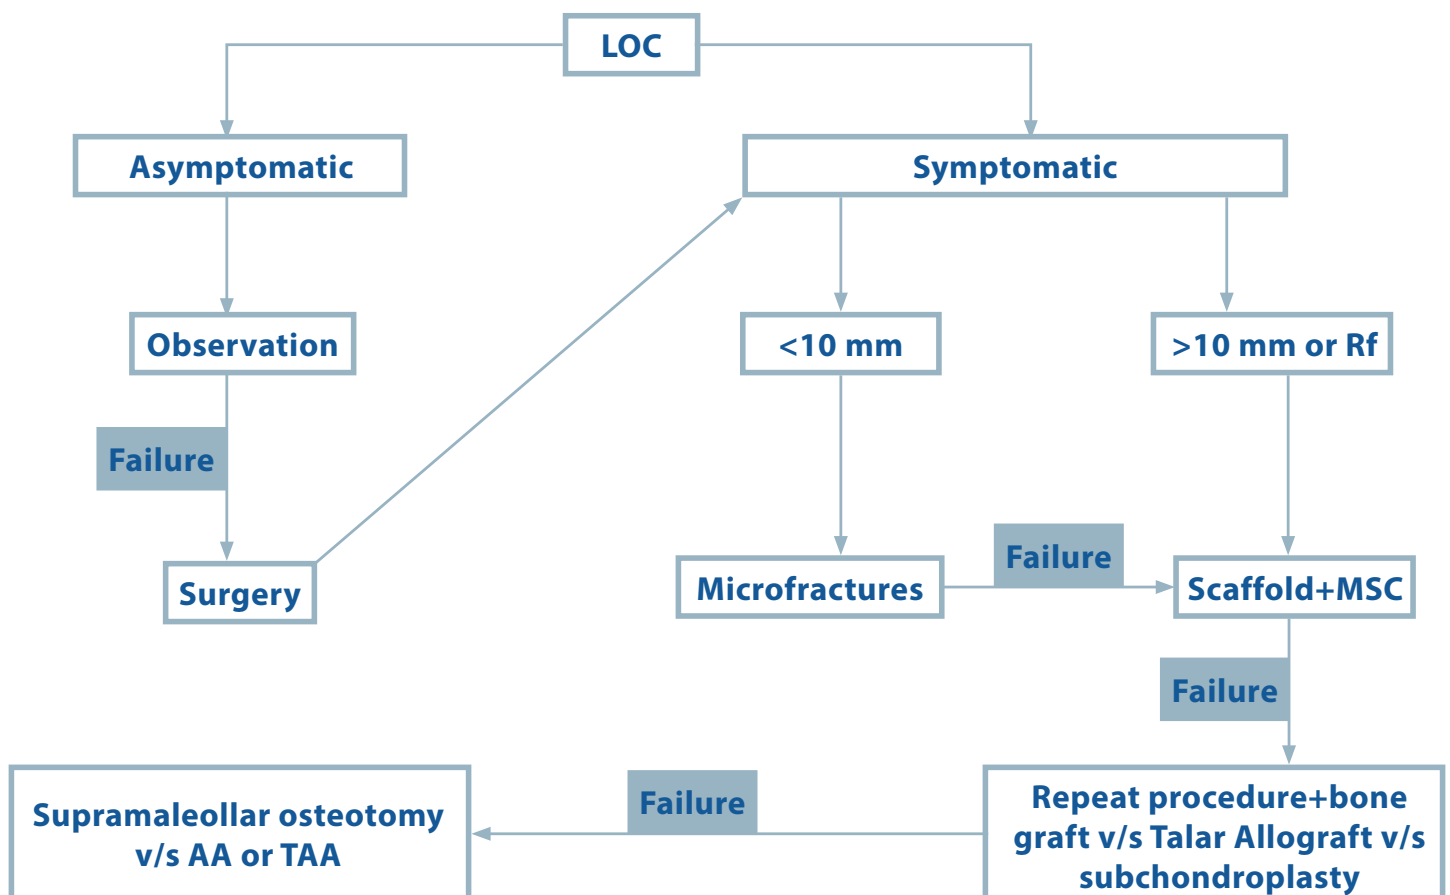 LOC
Asymptomatic
Symptomatic
Observation
<10 mm
>10 mm or Rf
Failure
Surgery
Microfractures
Failure
Scaffold+MSC
Failure
Supramaleollar osteotomy
v/s AA or TAA
Failure
Repeat procedure+bone
graft v/s Talar Allograft v/s
subchondroplasty